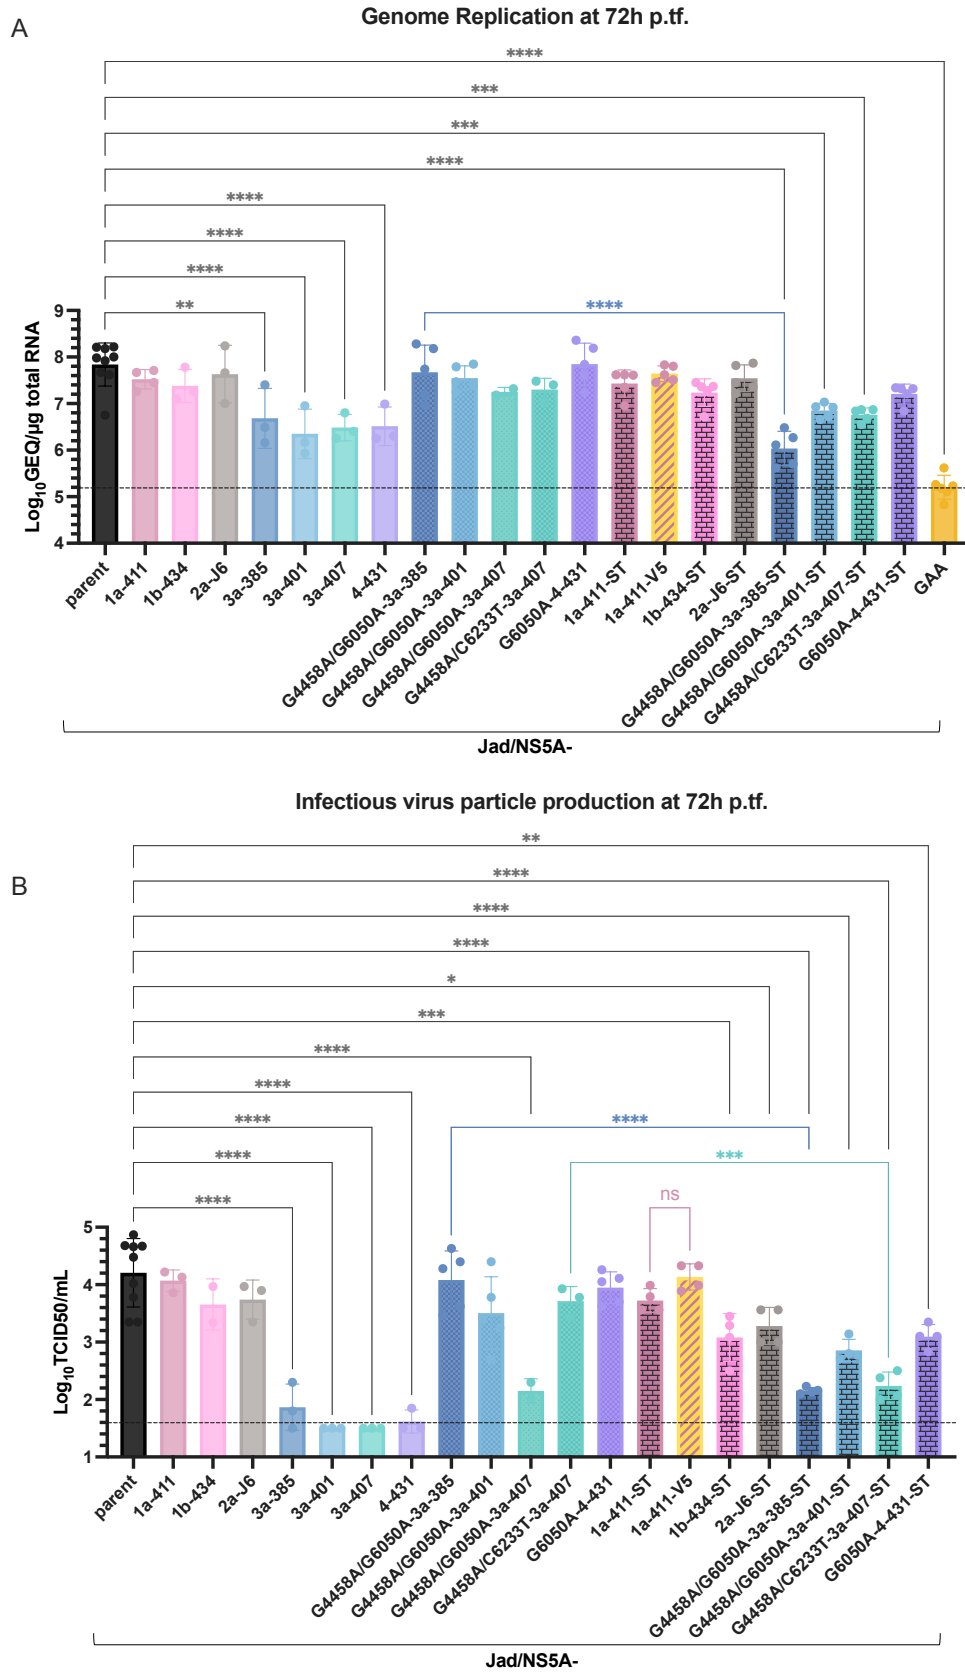 A
Genome Replication at 72h p.tf.
****
***
***
****
****
****
****
**
****
Log10GEQ/μg total RNA
9
8
7
6
5
4
parent
1a-411
1b-434
2a-J6
3a-385
3a-401
3a-407
4-431
G4458A/G6050A-3a-385
G4458A/G6050A-3a-401
G4458A/G6050A-3a-407
G4458A/C6233T-3a-407
G6050A-4-431
1a-411-ST
1a-411-V5
1b-434-ST
2a-J6-ST
G4458A/G6050A-3a-385-ST
G4458A/G6050A-3a-401-ST
G4458A/C6233T-3a-407-ST
G6050A-4-431-ST
GAA
Jad/NS5A-
Infectious virus particle production at 72h p.tf.
B
**
****
****
****
*
***
****
****
****
****
****
****
***
ns
Log10TCID50/mL
5
4
3
2
1
parent
1a-411
1b-434
2a-J6
3a-385
3a-401
3a-407
4-431
G4458A/G6050A-3a-385
G4458A/G6050A-3a-401
G4458A/G6050A-3a-407
G4458A/C6233T-3a-407
G6050A-4-431
1a-411-ST
1a-411-V5
1b-434-ST
2a-J6-ST
G4458A/G6050A-3a-385-ST
G4458A/G6050A-3a-401-ST
G4458A/C6233T-3a-407-ST
G6050A-4-431-ST
Jad/NS5A-